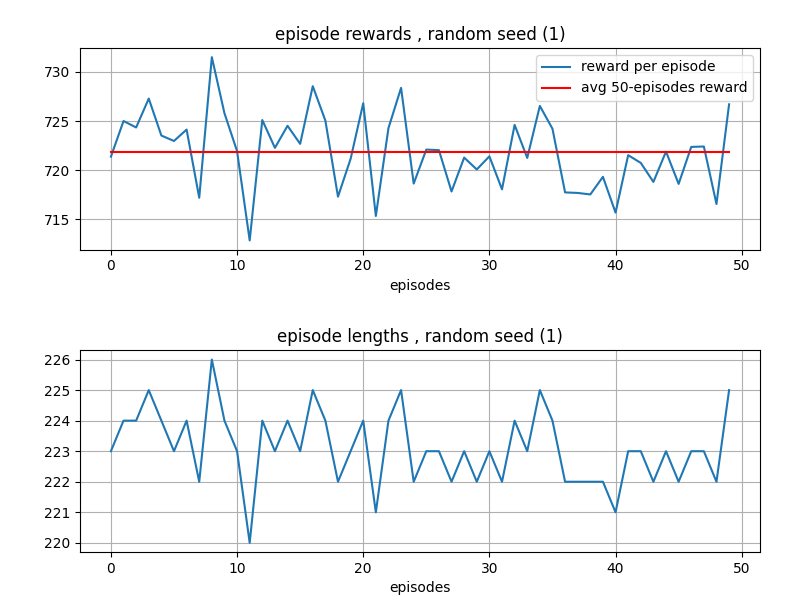 episode rewards , random seed (1)
730
725
720
715
reward per episode
avg 50-episodes reward
0 10 20 30 40 50
episodes
episode lengths , random seed (1)
226
225
224
223
222
221
220
0 10 20 30 40 50
episodes